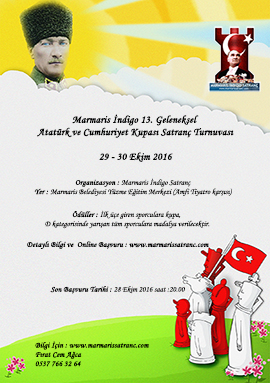 Marmaris İndigo 13. Geleneksel
Atatürk ve Cumhuriyet Kupası Satranç Turnuvası
29 - 30 Ekim 2016
Organizasyon : Marmaris İndigo Satranç
Yer : Marmaris Belediyesi Yüzme Eğitim Merkezi (Amfi Tiyatro karşısı)
Ödüller : İlk üçe giren sporculara kupa,
D kategorisinde yarışan tüm sporculara madalya verilecektir.
Detaylı Bilgi ve Online Başvuru : www.marmarissatranc.com
Son Başvuru Tarihi : 28 Ekim 2016 saat :20.00
Bilgi İçin : www.marmarissatranc.com
Fırat Cem Ağca
0537 766 32 64